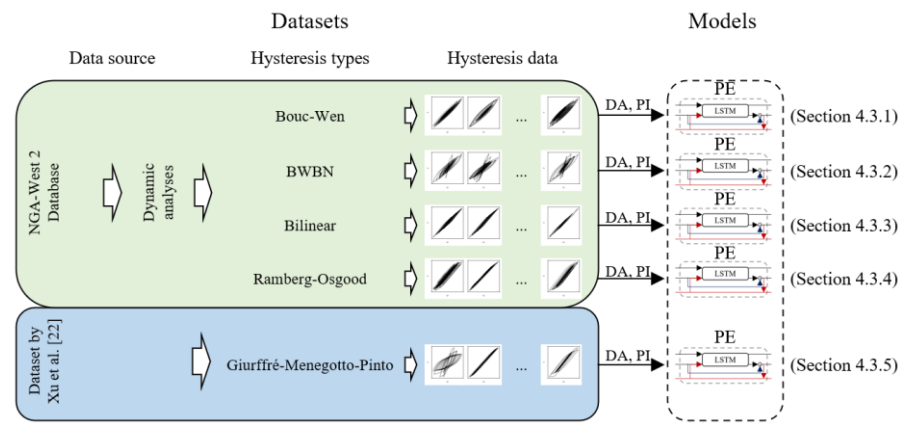 Datasets
Models
Data source
Hysteresis types
Hysteresis data
NGA-West 2
Database
Dynamic
analyses
Bouc-Wen
...
DA, PI
PE
LSTM
(Section 4.3.1)
BWBN
...
DA, PI
PE
LSTM
(Section 4.3.2)
Bilinear
...
DA, PI
PE
LSTM
(Section 4.3.3)
Ramberg-Osgood
...
DA, PI
PE
LSTM
(Section 4.3.4)
Dataset by
Xu et al. [22]
Giurffré-Menegotto-Pinto
...
DA, PI
PE
LSTM
(Section 4.3.5)